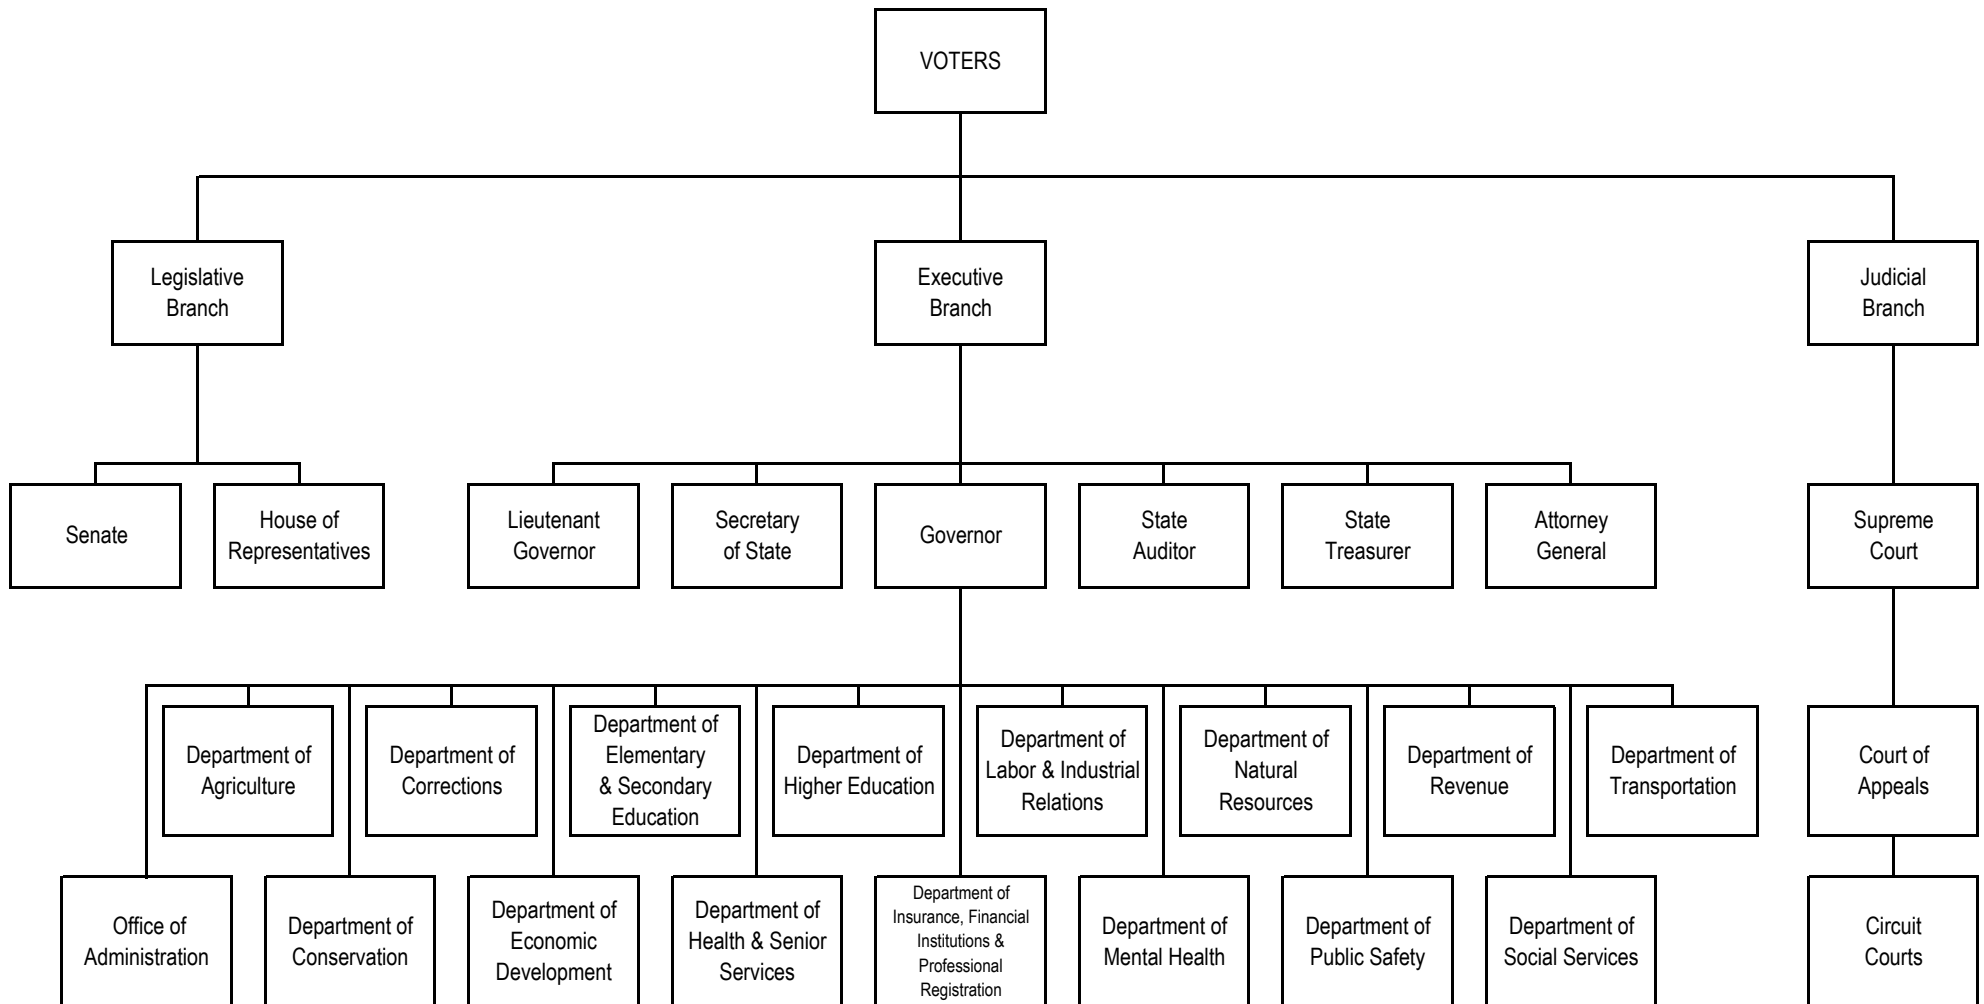 VOTERS
Legislative
Branch
Executive
Branch
Judicial
Branch
Senate
House of
Representatives
Lieutenant
Governor
Secretary
of State
Governor
State
Auditor
State
Treasurer
Attorney
General
Supreme
Court
Department of
Agriculture
Department of
Corrections
Department of
Elementary
& Secondary
Education
Department of
Higher Education
Department of
Labor & Industrial
Relations
Department of
Natural
Resources
Department of
Revenue
Department of
Transportation
Court of
Appeals
Office of
Administration
Department of
Conservation
Department of
Economic
Development
Department of
Health & Senior
Services
Department of
Insurance, Financial
Institutions &
Professional
Registration
Department of
Mental Health
Department of
Public Safety
Department of
Social Services
Circuit
Courts